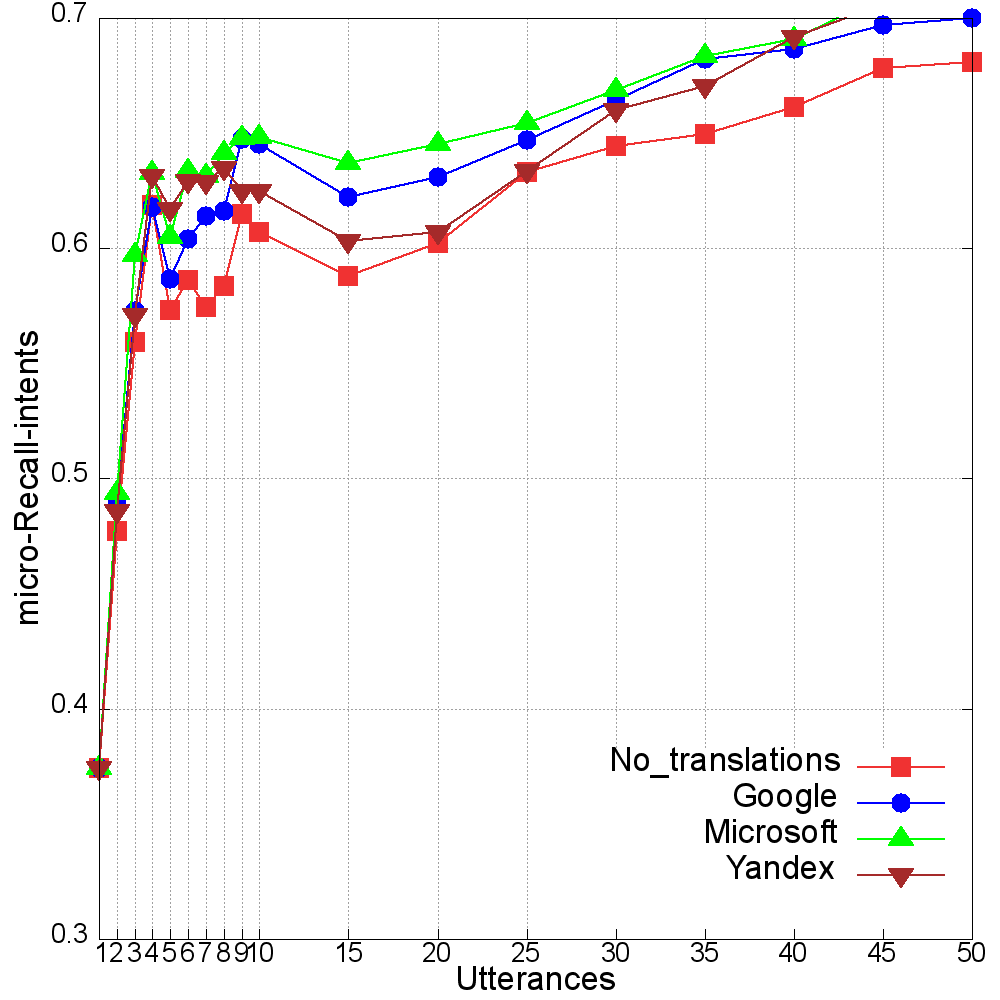 0.7
0.6
0.5
0.4
0.3
micro-Recall-intents
No_translations
Google
Microsoft
Yandex
1 2 3 4 5 6 7 8 9 10 15 20 25 30 35 40 45 50
Utterances